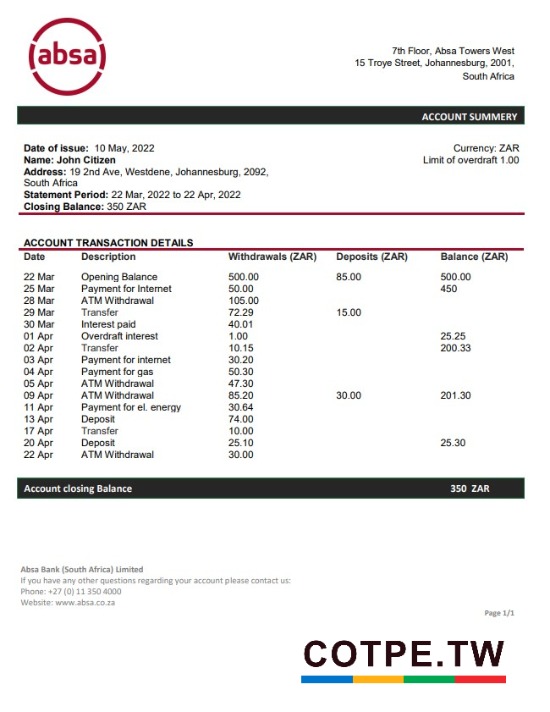 absa
7th Floor, Absa Towers West
15 Troye Street, Johannesburg, 2001,
South Africa
ACCOUNT SUMMERY
Date of issue: 10 May, 2022 Currency: ZAR
Name: John Citizen Limit of overdraft 1.00
Address: 19 2nd Ave, Westdene, Johannesburg, 2092,
South Africa
Statement Period: 22 Mar, 2022 to 22 Apr, 2022
Closing Balance: 350 ZAR
ACCOUNT TRANSACTION DETAILS
Date Description Withdrawals (ZAR) Deposits (ZAR) Balance (ZAR)
22 Mar Opening Balance 500.00 85.00 500.00
25 Mar Payment for Internet 50.00 450
28 Mar ATM Withdrawal 105.00
29 Mar Transfer 72.29 15.00
30 Mar Interest paid 40.01
01 Apr Overdraft interest 1.00 25.25
02 Apr Transfer 10.15 200.33
03 Apr Payment for internet 30.20
04 Apr Payment for gas 50.30
05 Apr ATM Withdrawal 47.30
09 Apr ATM Withdrawal 85.20 30.00 201.30
11 Apr Payment for el. energy 30.64
13 Apr Deposit 74.00
17 Apr Transfer 10.00
20 Apr Deposit 25.10 25.30
22 Apr ATM Withdrawal 30.00
Account closing Balance 350 ZAR
Absa Bank (South Africa) Limited
If you have any other questions regarding your account please contact us:
Phone: +27 (0) 11 350 4000
Website: www.absa.co.za
Page 1/1
COTPE.TW